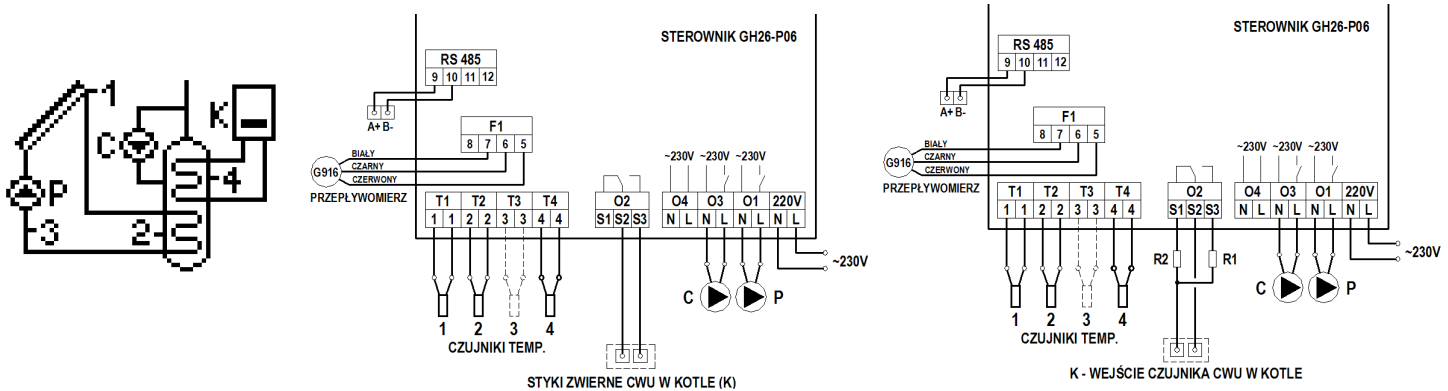 1
C
K
P
4
3
2
STEROWNIK GH26-P06
RS 485
9 10 11 12
A+ B-
F1
8 7 6 5
BIAŁY
CZARNY
CZERWONY
G916
PRZEPŁYWOMIERZ
~230V ~230V ~230V
T1 T2 T3 T4 O2 O4 O3 O1 220V
1 1 2 2 3 3 4 4 S1 S2 S3 N L N L N L N L
~230V
C P
1 2 3 4
CZUJNIKI TEMP.
STYKI ZWIERNE CWU W KOTLE (K)
STEROWNIK GH26-P06
RS 485
9 10 11 12
A+ B-
F1
8 7 6 5
BIAŁY
CZARNY
CZERWONY
G916
PRZEPŁYWOMIERZ
~230V ~230V ~230V
T1 T2 T3 T4 O2 O4 O3 O1 220V
1 1 2 2 3 3 4 4 S1 S2 S3 N L N L N L N L
~230V
R2 R1
C P
1 2 3 4
CZUJNIKI TEMP.
K - WEJŚCIE CZUJNIKA CWU W KOTLE